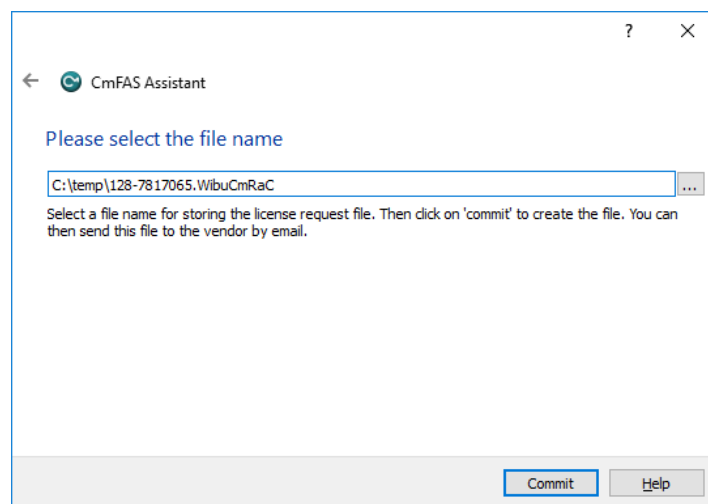 ?
CmFAS Assistant
Please select the file name
C:\temp\128-7817065.WibuCmRaC
...
Select a file name for storing the license request file. Then click on 'commit' to create the file. You can
then send this file to the vendor by email.
Commit Help